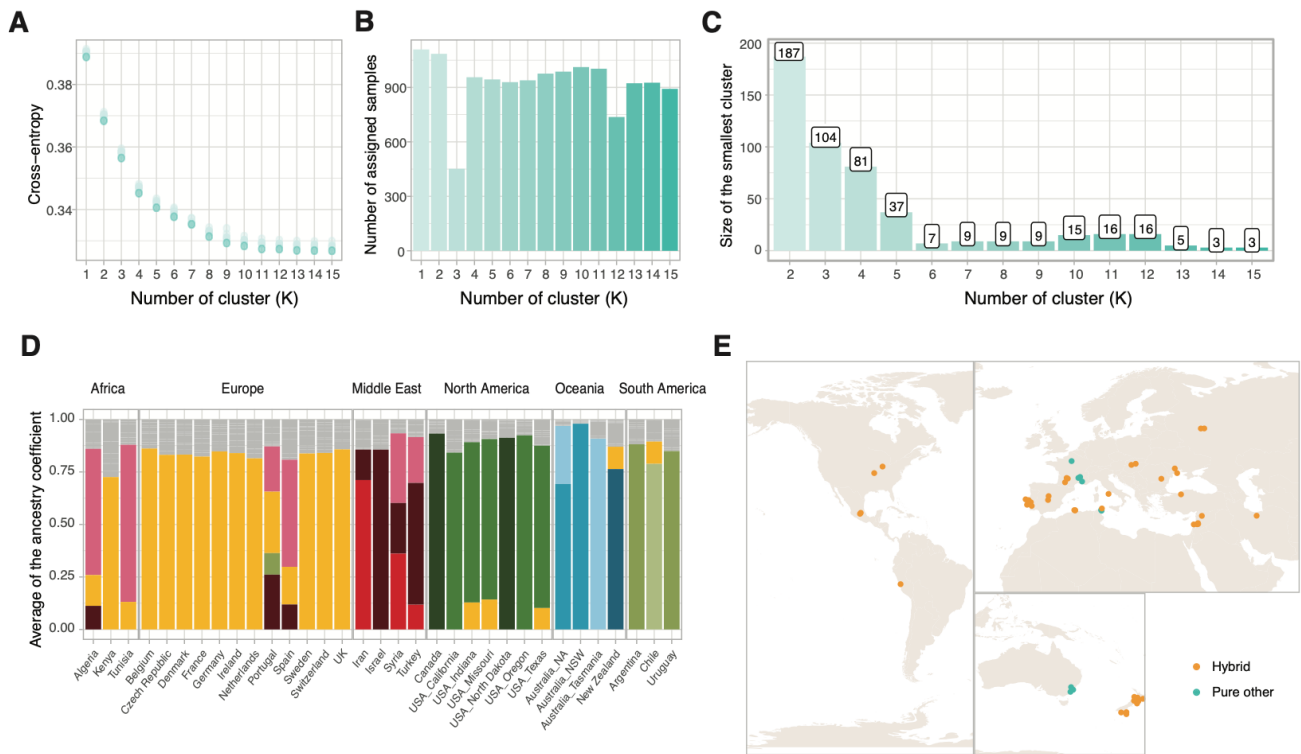 A
0.38
0.36
0.34
Cross−entropy
1 2 3 4 5 6 7 8 9 10 11 12 13 14 15
Number of cluster (K)
B
900
600
300
0
Number of assigned samples
1 2 3 4 5 6 7 8 9 10 11 12 13 14 15
Number of cluster (K)
C
200
150
100
50
0
Size of the smallest cluster
187
104
81
37
7
9
9
9
15
16
16
5
3
3
2 3 4 5 6 7 8 9 10 11 12 13 14 15
Number of cluster (K)
D
Africa Europe Middle East North America Oceania South America
1.00
0.75
0.50
0.25
0.00
Average of the ancestry coefficient
Algeria
Kenya
Tunisia
Belgium
Czech Republic
Denmark
France
Germany
Ireland
Netherlands
Portugal
Spain
Sweden
Switzerland
UK
Iran
Israel
Syria
Turkey
Canada
USA_California
USA_Indiana
USA_Missouri
USA_North Dakota
USA_Oregon
USA_Texas
Australia_NA
Australia_NSW
Australia_Tasmania
New Zealand
Argentina
Chile
Uruguay
E
Hybrid
Pure other